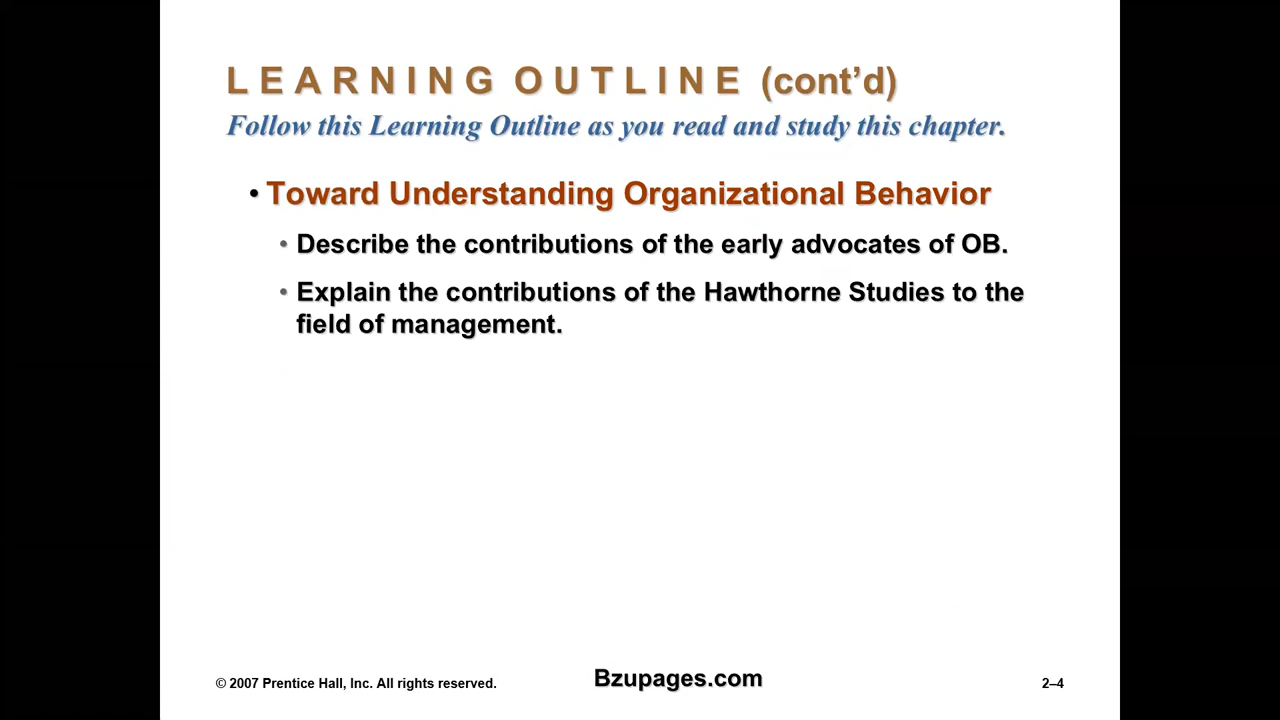 L E A R N I N G O U T L I N E (cont’d)
Follow this Learning Outline as you read and study this chapter.
• Toward Understanding Organizational Behavior
• Describe the contributions of the early advocates of OB.
• Explain the contributions of the Hawthorne Studies to the
field of management.
© 2007 Prentice Hall, Inc. All rights reserved.
Bzupages.com
2–4